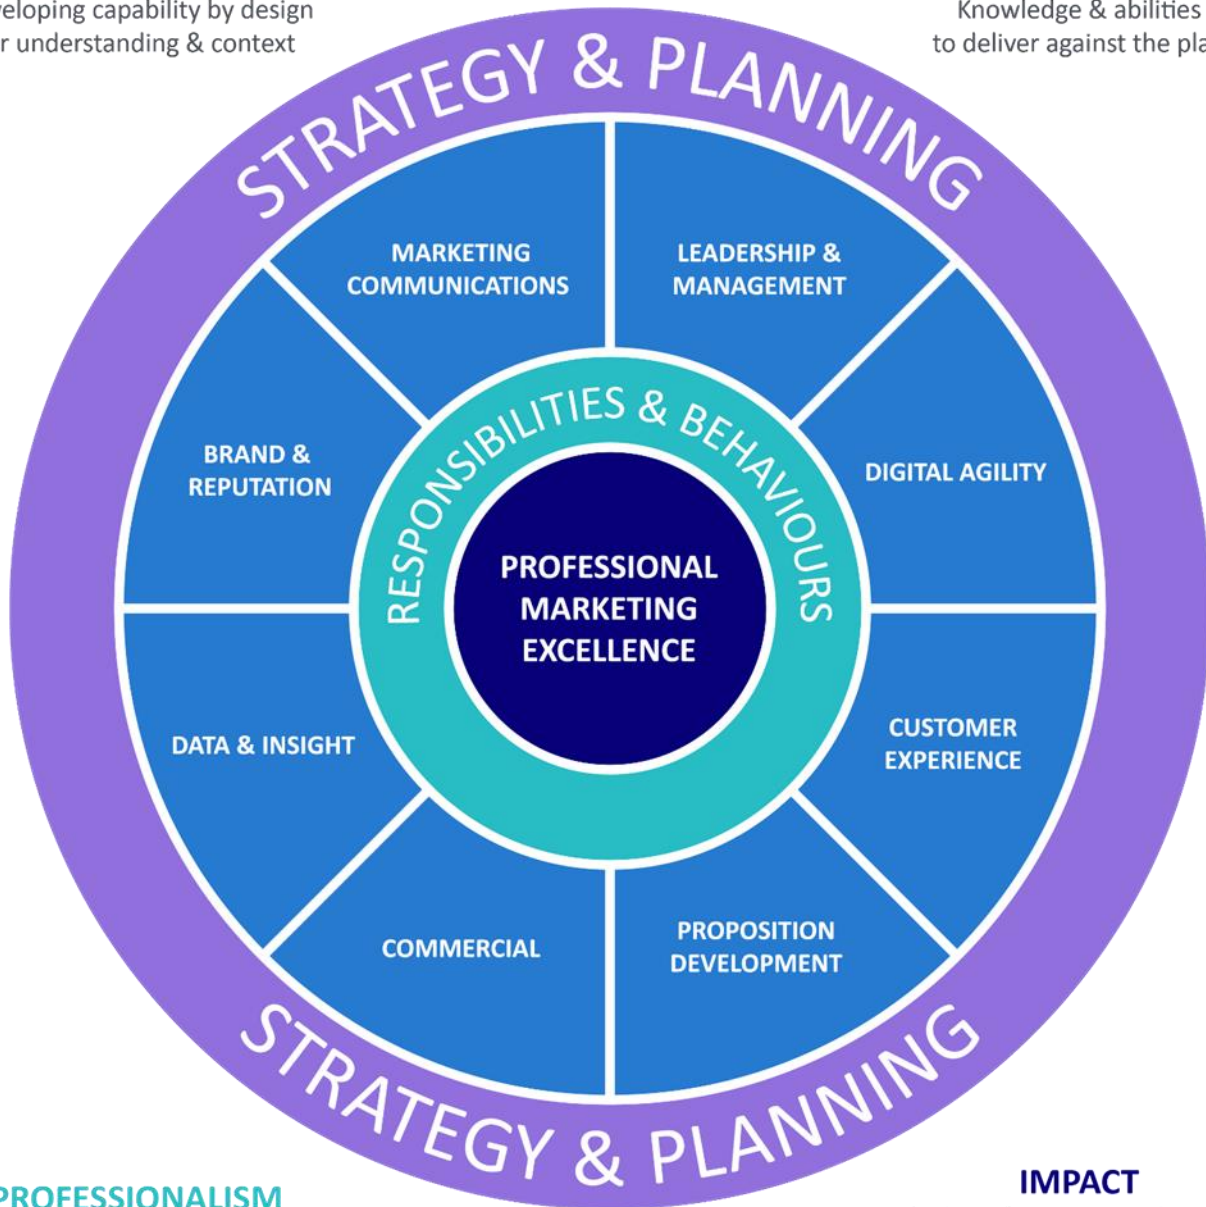 veloping capability by design
r understanding & context
Knowledge & abilities
to deliver against the pla
STRATEGY & PLANNING
MARKETING
COMMUNICATIONS
LEADERSHIP &
MANAGEMENT
BRAND &
REPUTATION
DIGITAL AGILITY
RESPONSIBILITIES & BEHAVIOURS
PROFESSIONAL
MARKETING
EXCELLENCE
DATA & INSIGHT
CUSTOMER
EXPERIENCE
COMMERCIAL
PROPOSITION
DEVELOPMENT
STRATEGY & PLANNING
PROFESSIONALISM
IMPACT